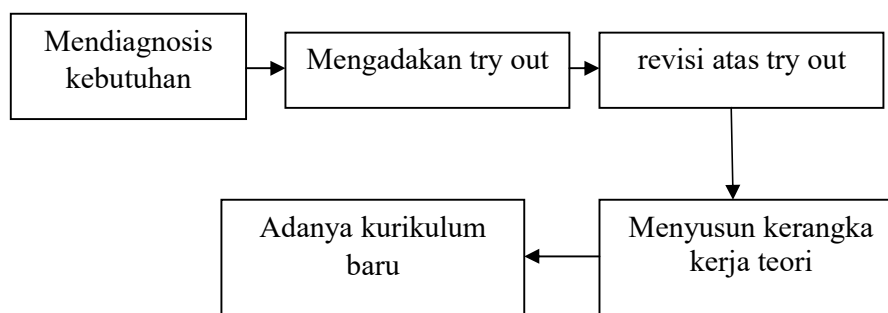 Mendiagnosis
kebutuhan
Mengadakan try out
revisi atas try out
Menyusun kerangka
kerja teori
Adanya kurikulum
baru